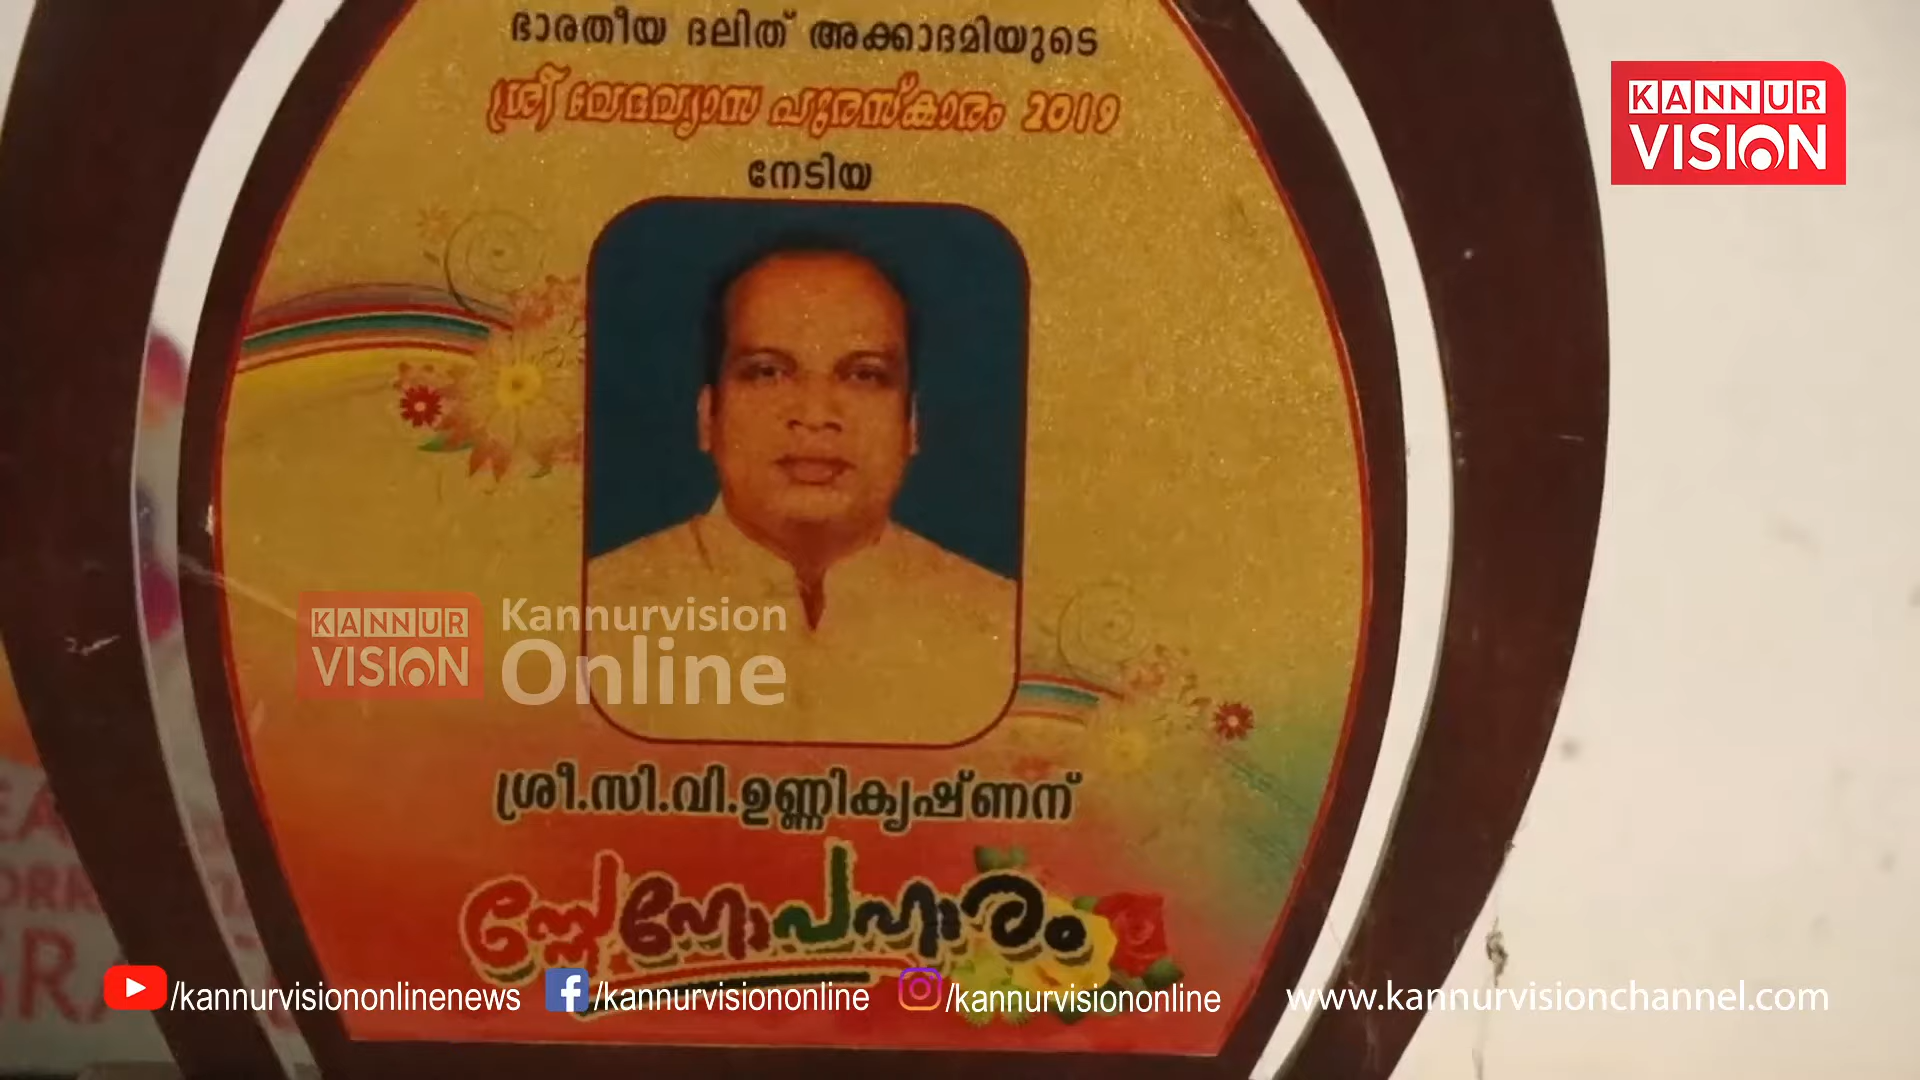 ഭാരതീയ ദലിത് അക്കാദമിയുടെ
ശ്രീ വേദവ്യാസ പുരസ്കാരം 2019
നേടിയ
KANNUR
VISION
KANNUR
VISION
Kannurvision
Online
ശ്രീ.സി.വി.ഉണ്ണികൃഷ്ണന്
സ്നേഹോപഹാരം
/kannurvisiononlinenews
/kannurvisiononline
/kannurvisiononline
www.kannurvisionchannel.com